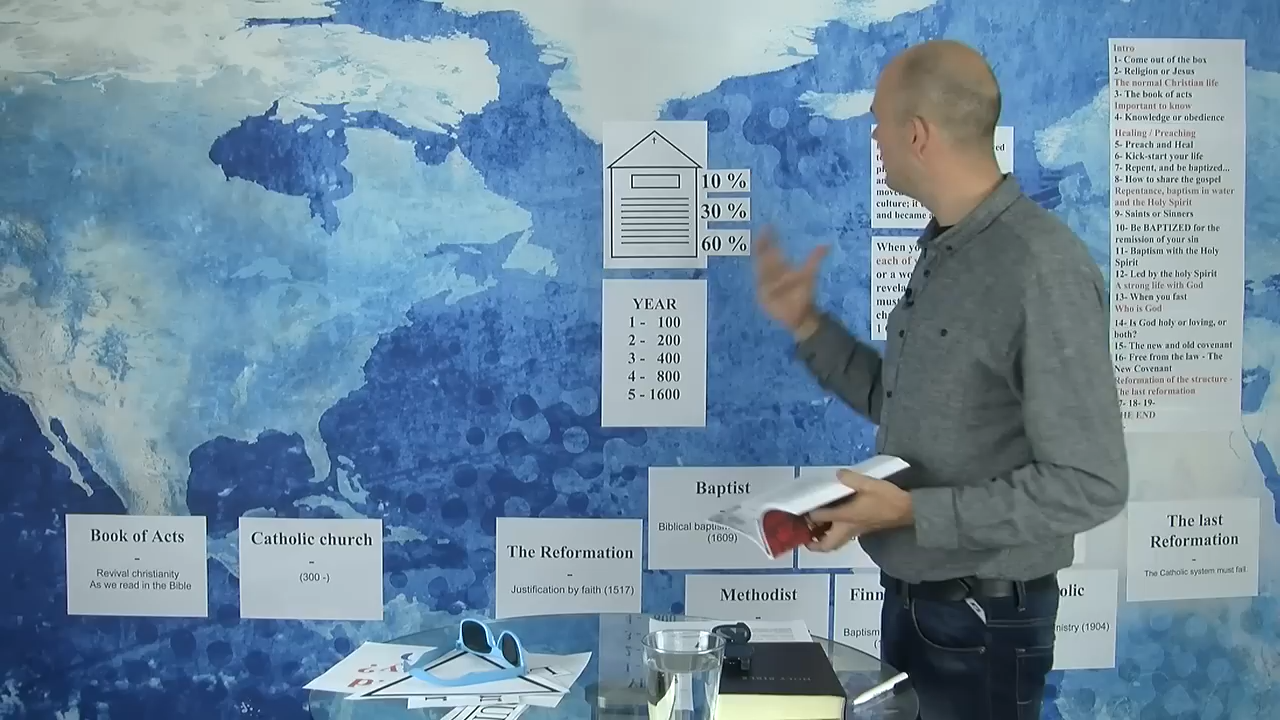 10 %
30 %
60 %
YEAR
1 - 100
2 - 200
3 - 400
4 - 800
5 - 1600
and became a
When yo
each of
or a wo
revela
must
Intro
1- Come out of the box
2- Religion or Jesus
The normal Christian life
3- The book of acts
Important to know
4- Knowledge or obedience
Healing / Preaching
5- Preach and Heal
6- Kick-start your life
7- Repent, and be baptized...
8- How to share the gospel
Repentance, baptism in water
and the Holy Spirit
9- Saints or Sinners
10- Be BAPTIZED for the
remission of your sin
11- Baptism with the Holy
Spirit
12- Led by the holy Spirit
A strong life with God
13- When you fast
Who is God
14- Is God holy or loving, or
both?
15- The new and old covenant
16- Free from the law - The
New Covenant
Reformation of the structure -
The last reformation
17- 18- 19-
THE END
Book of Acts
-
Revival christianity
As we read in the Bible
Catholic church
-
(300 -)
The Reformation
-
Justification by faith (1517)
Baptist
Biblical baptis
(1609)
Methodist
Finn
Baptism
olic
nistry (1904)
The last
Reformation
-
The Catholic system must fall
HOLY BIBLE